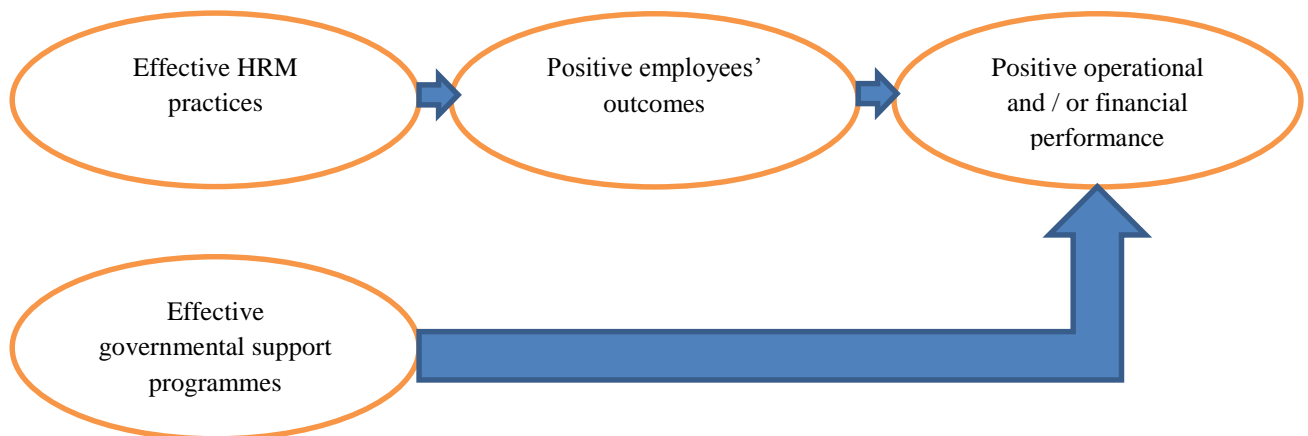 Effective HRM
practices
Positive employees’
outcomes
Positive operational
and / or financial
performance
Effective
governmental support
programmes